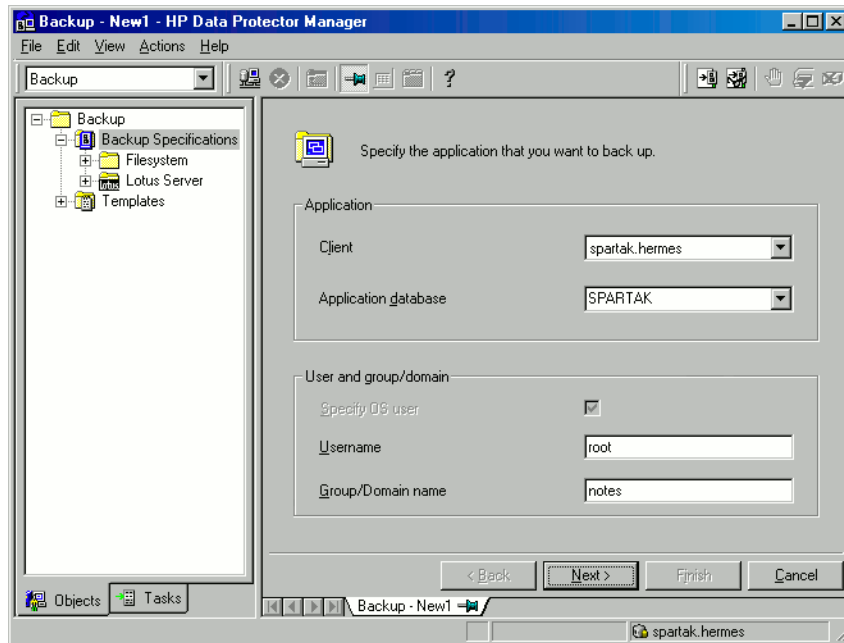 Backup - New1 - HP Data Protector Manager
File Edit View Actions Help
Backup
?
Backup
Backup Specifications
Filesystem
Lotus Server
Templates
Specify the application that you want to back up.
Application
Client spartak.hermes
Application database SPARTAK
User and group/domain
Specify OS user
Username root
Group/Domain name notes
< Back Next > Finish Cancel
Objects Tasks
Backup - New1
spartak.hermes